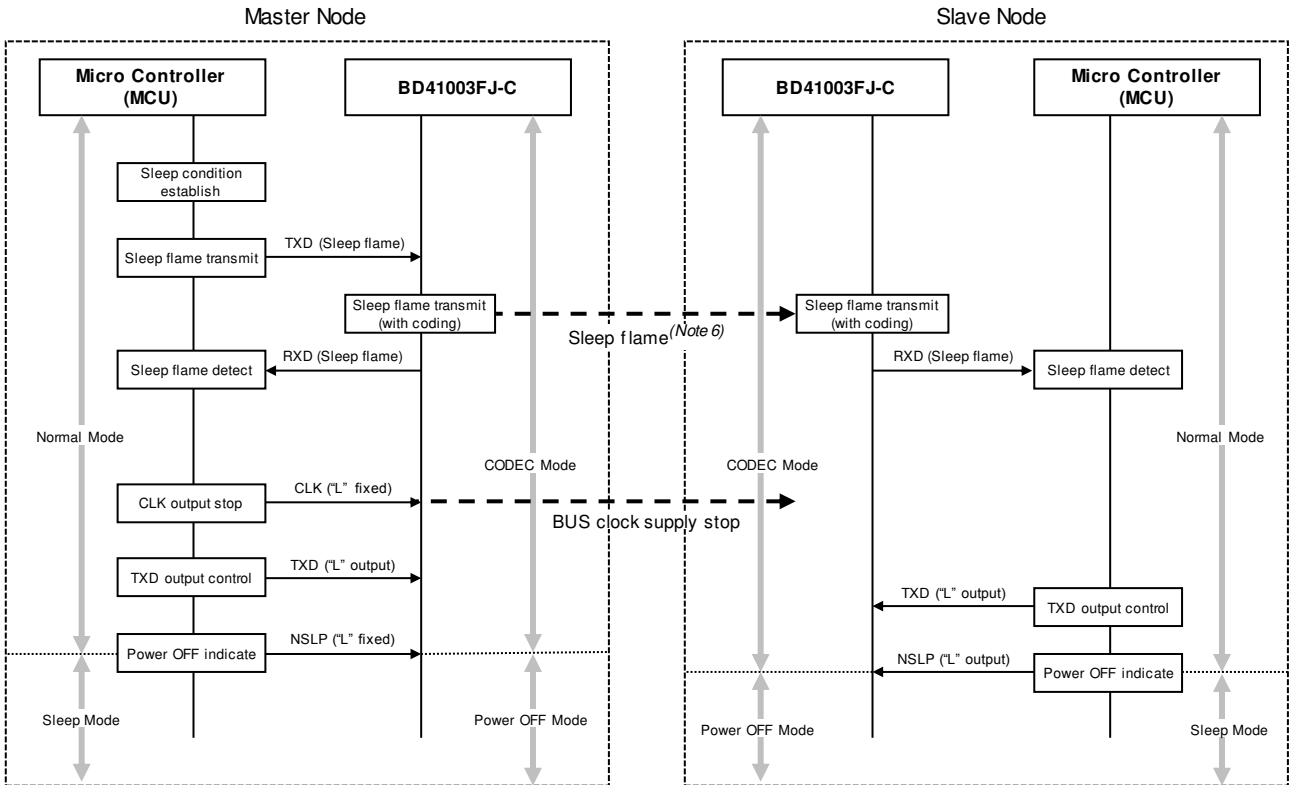 Master Node
Slave Node
Micro Controller
(MCU)
BD41003FJ-C
BD41003FJ-C
Micro Controller
(MCU)
Sleep condition
establish
Sleep flame transmit
TXD (Sleep flame)
Sleep flame transmit
(with coding)
Sleep flame(Note 6)
Sleep flame transmit
(with coding)
Sleep flame detect
RXD (Sleep flame)
RXD (Sleep flame)
Sleep flame detect
Normal Mode
CODEC Mode
CODEC Mode
Normal Mode
CLK output stop
CLK (“L” fixed)
BUS clock supply stop
TXD output control
TXD (“L” output)
TXD (“L” output)
TXD output control
Power OFF indicate
NSLP (“L” fixed)
NSLP (“L” output)
Power OFF indicate
Sleep Mode
Power OFF Mode
Power OFF Mode
Sleep Mode